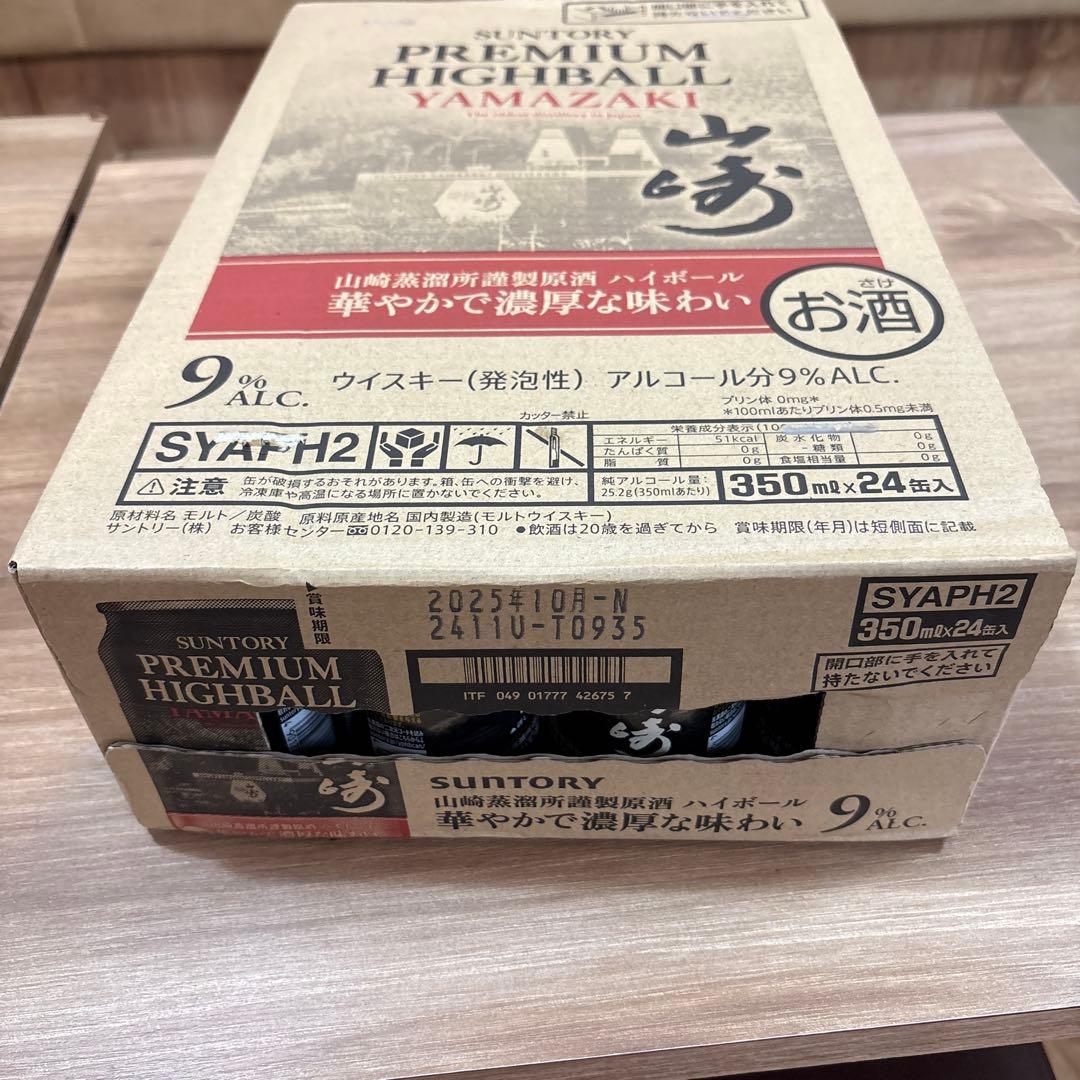 SUNTORY
PREMIUM
HIGHBALL
YAMAZAKI
The oldest distillery in Japan
山崎
山崎蒸溜所謹製原酒 ハイボール
華やかで濃厚な味わい
さけ
お酒
9% ALC.
ウイスキー(発泡性) アルコール分9%ALC.
プリン体 0mg*
*100mlあたりプリン体0.5mg未満
カッター禁止
SYAPH2
栄養成分表示(10
エネルギー 51kcal 炭水化物 0g
たんぱく質 0g -糖類 0g
脂質 0g 食塩相当量 0g
注意 缶が破損するおそれがあります。箱、缶への衝撃を避け、
冷凍庫や高温になる場所に置かないでください。
純アルコール量:
25.2g(350mlあたり)
350ml×24缶入
原材料名 モルト/炭酸 原料原産地名 国内製造(モルトウイスキー)
サントリー(株) お客様センター 0120-139-310 ●飲酒は20歳を過ぎてから 賞味期限(年月)は短側面に記載
賞味期限
2025年10月-N
2411U-T0935
SYAPH2
350ml×24缶入
開口部に手を入れて
持たないでください
ITF 049 01777 42675 7
SUNTORY
PREMIUM
HIGHBALL
YAMA
崎
SUNTORY
山崎蒸溜所謹製原酒 ハイボール
華やかで濃厚な味わい
9% ALC.